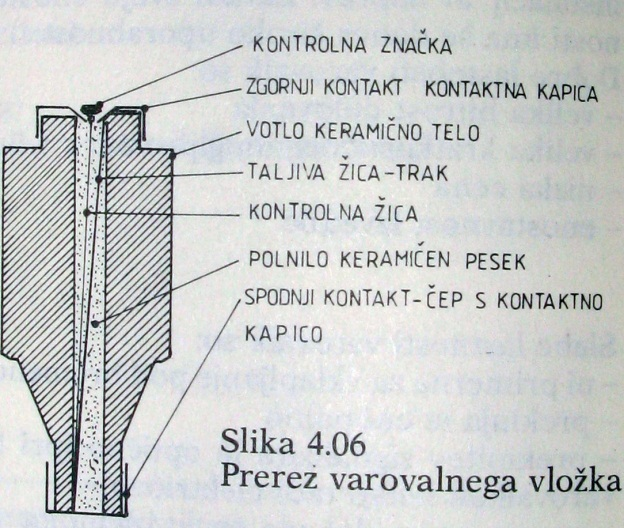 KONTROLNA ZNAČKA
ZGORNJI KONTAKT KONTAKTNA KAPICA
VOTLO KERAMIČNO TELO
TALJIVA ŽICA-TRAK
KONTROLNA ŽICA
POLNILO KERAMIČEN PESEK
SPODNJI KONTAKT-ČEP S KONTAKTNO
KAPICO
Slika 4.06
Prerez varovalnega vložka